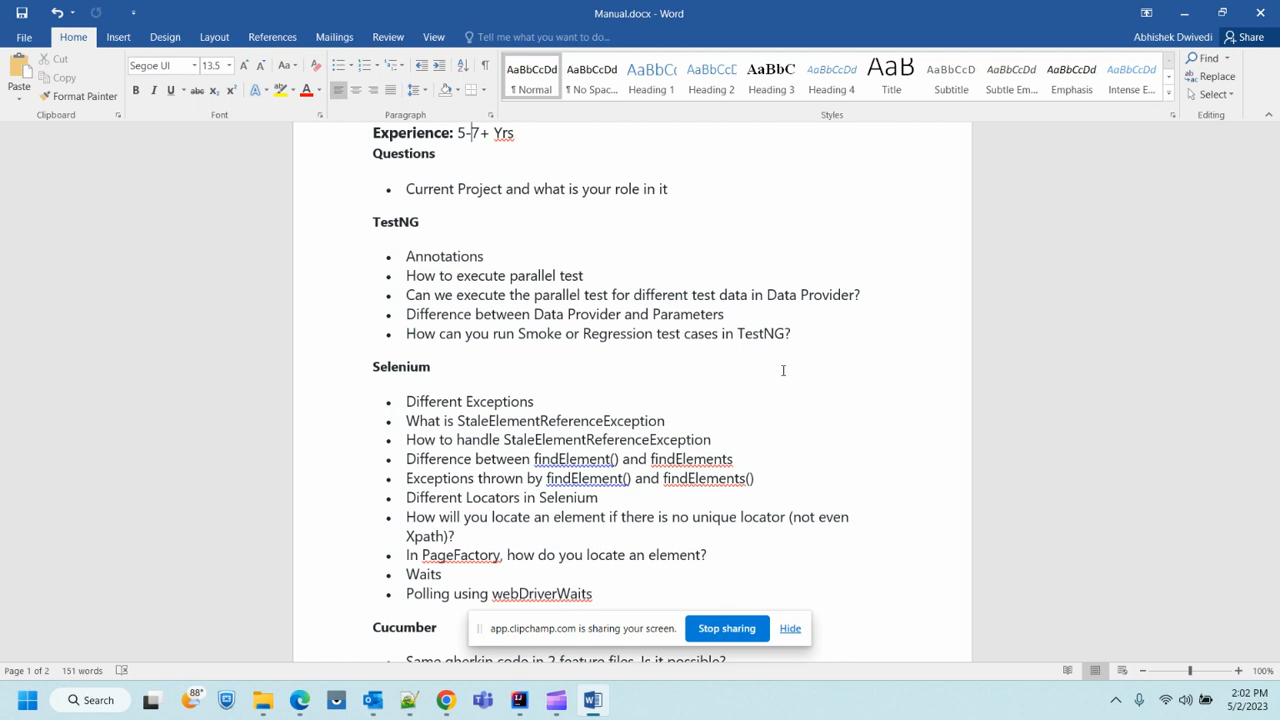 Manual.docx - Word
File Home Insert Design Layout References Mailings Review View Tell me what you want to do... Abhishek Dwivedi Share
Cut
Copy
Format Painter
Paste
Segoe UI 13.5
AaBbCcDd AaBbCcDd AaBbCc AaBbCcE AaBbC AaBbCcDd AaB AaBbCcD AaBbCcDd AaBbCcDd AaBbCcDd
¶ Normal ¶ No Spac... Heading 1 Heading 2 Heading 3 Heading 4 Title Subtitle Subtle Em... Emphasis Intense E...
Find
Replace
Select
Clipboard Font Paragraph Styles Editing
Experience: 5-7+ Yrs
Questions
• Current Project and what is your role in it
TestNG
• Annotations
• How to execute parallel test
• Can we execute the parallel test for different test data in Data Provider?
• Difference between Data Provider and Parameters
• How can you run Smoke or Regression test cases in TestNG?
Selenium
• Different Exceptions
• What is StaleElementReferenceException
• How to handle StaleElementReferenceException
• Difference between findElement() and findElements
• Exceptions thrown by findElement() and findElements()
• Different Locators in Selenium
• How will you locate an element if there is no unique locator (not even
Xpath)?
• In PageFactory, how do you locate an element?
• Waits
• Polling using webDriverWaits
Cucumber
app.clipchamp.com is sharing your screen. Stop sharing Hide
• Same gherkin code in 2 feature files. Is it possible?
Page 1 of 2 151 words 100%
Search 88° 2:02 PM
5/2/2023